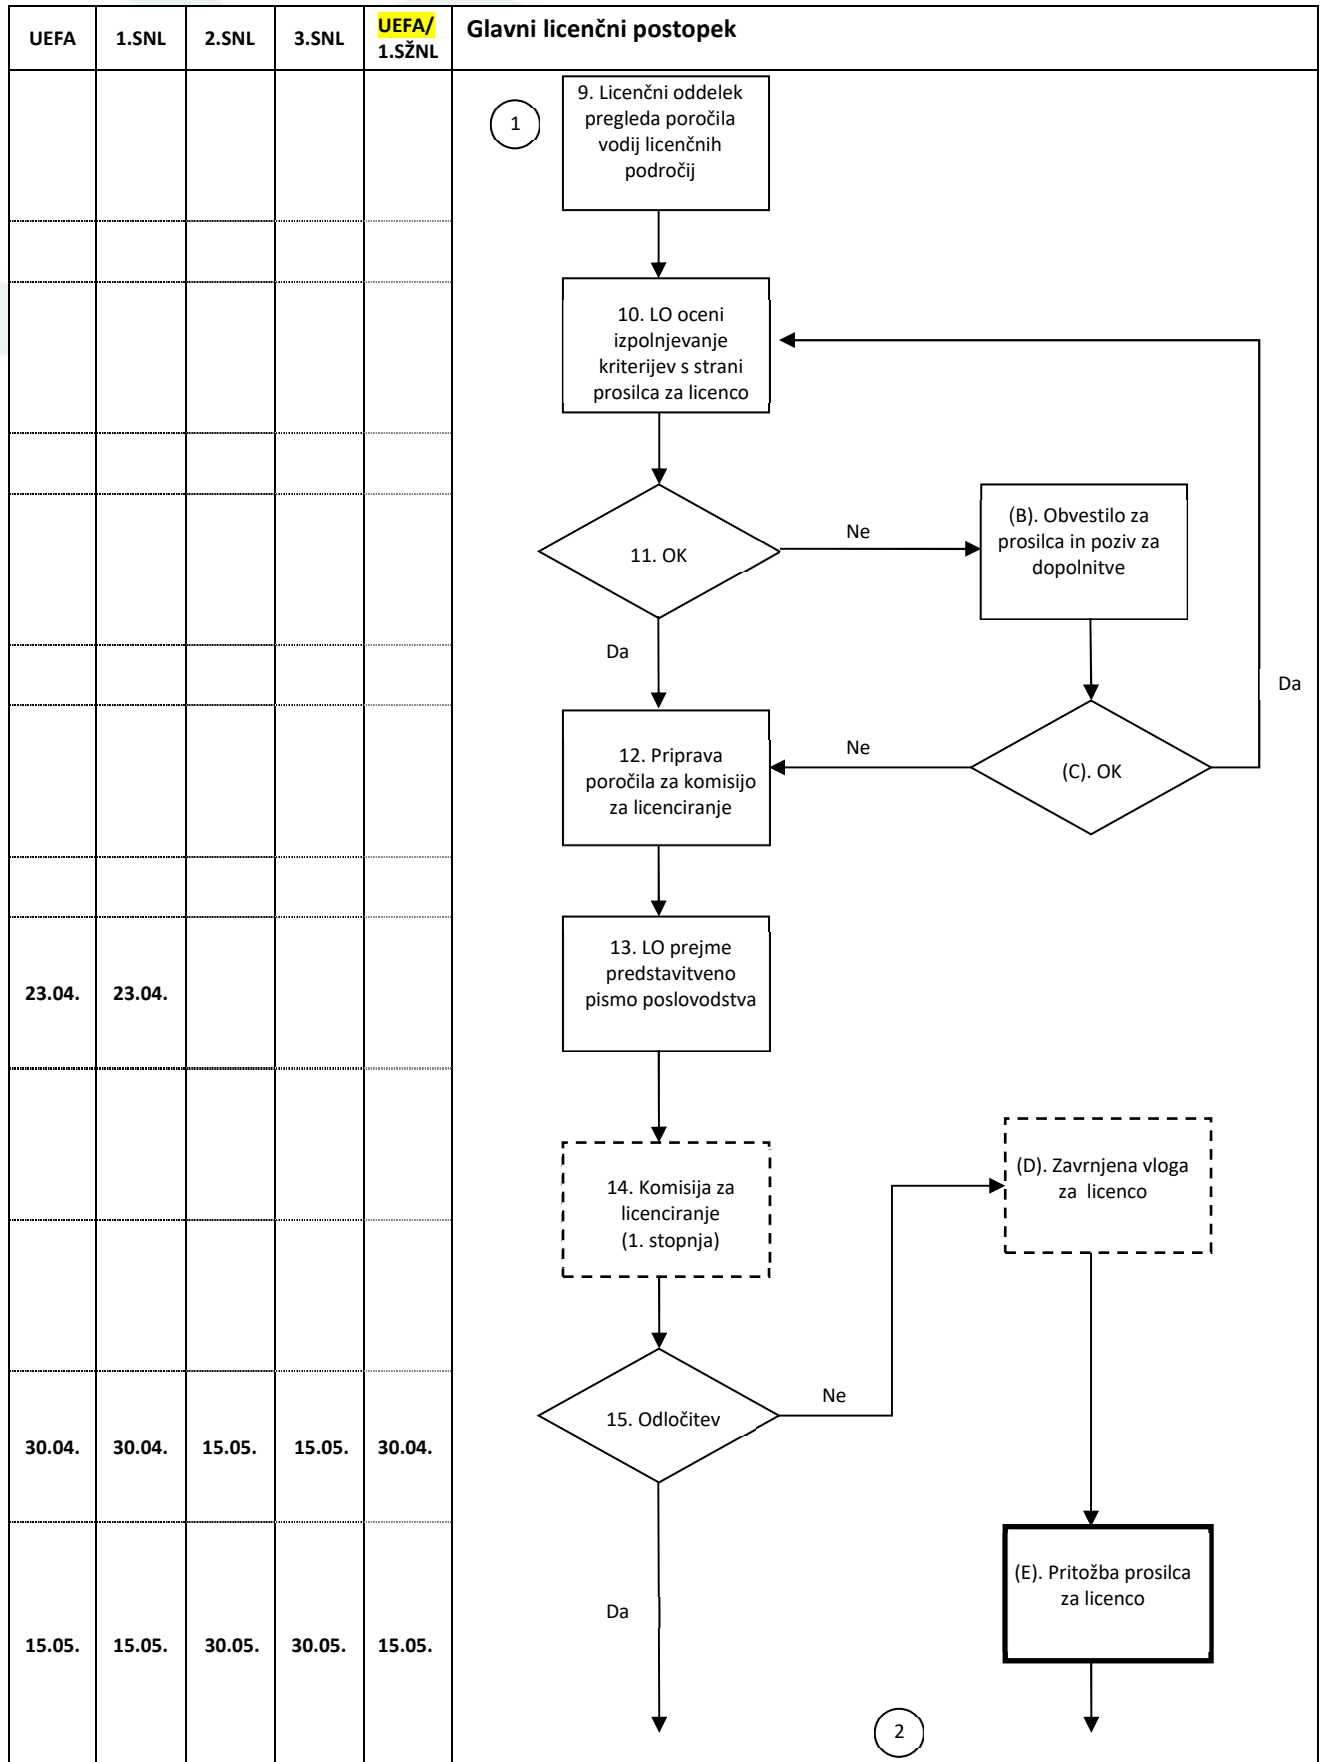 UEFA
1.SNL
2.SNL
3.SNL
UEFA/
1.SŽNL
Glavni licenčni postopek
1
9. Licenčni oddelek
pregleda poročila
vodij licenčnih
področij
10. LO oceni
izpolnjevanje
kriterijev s strani
prosilca za licenco
11. OK
Ne
(B). Obvestilo za
prosilca in poziv za
dopolnitve
Da
Da
12. Priprava
poročila za komisijo
za licenciranje
Ne
(C). OK
23.04.
23.04.
13. LO prejme
predstavitveno
pismo poslovodstva
14. Komisija za
licenciranje
(1. stopnja)
(D). Zavrnjena vloga
za licenco
30.04.
30.04.
15.05.
15.05.
30.04.
15. Odločitev
Ne
15.05.
15.05.
30.05.
30.05.
15.05.
Da
(E). Pritožba prosilca
za licenco
2